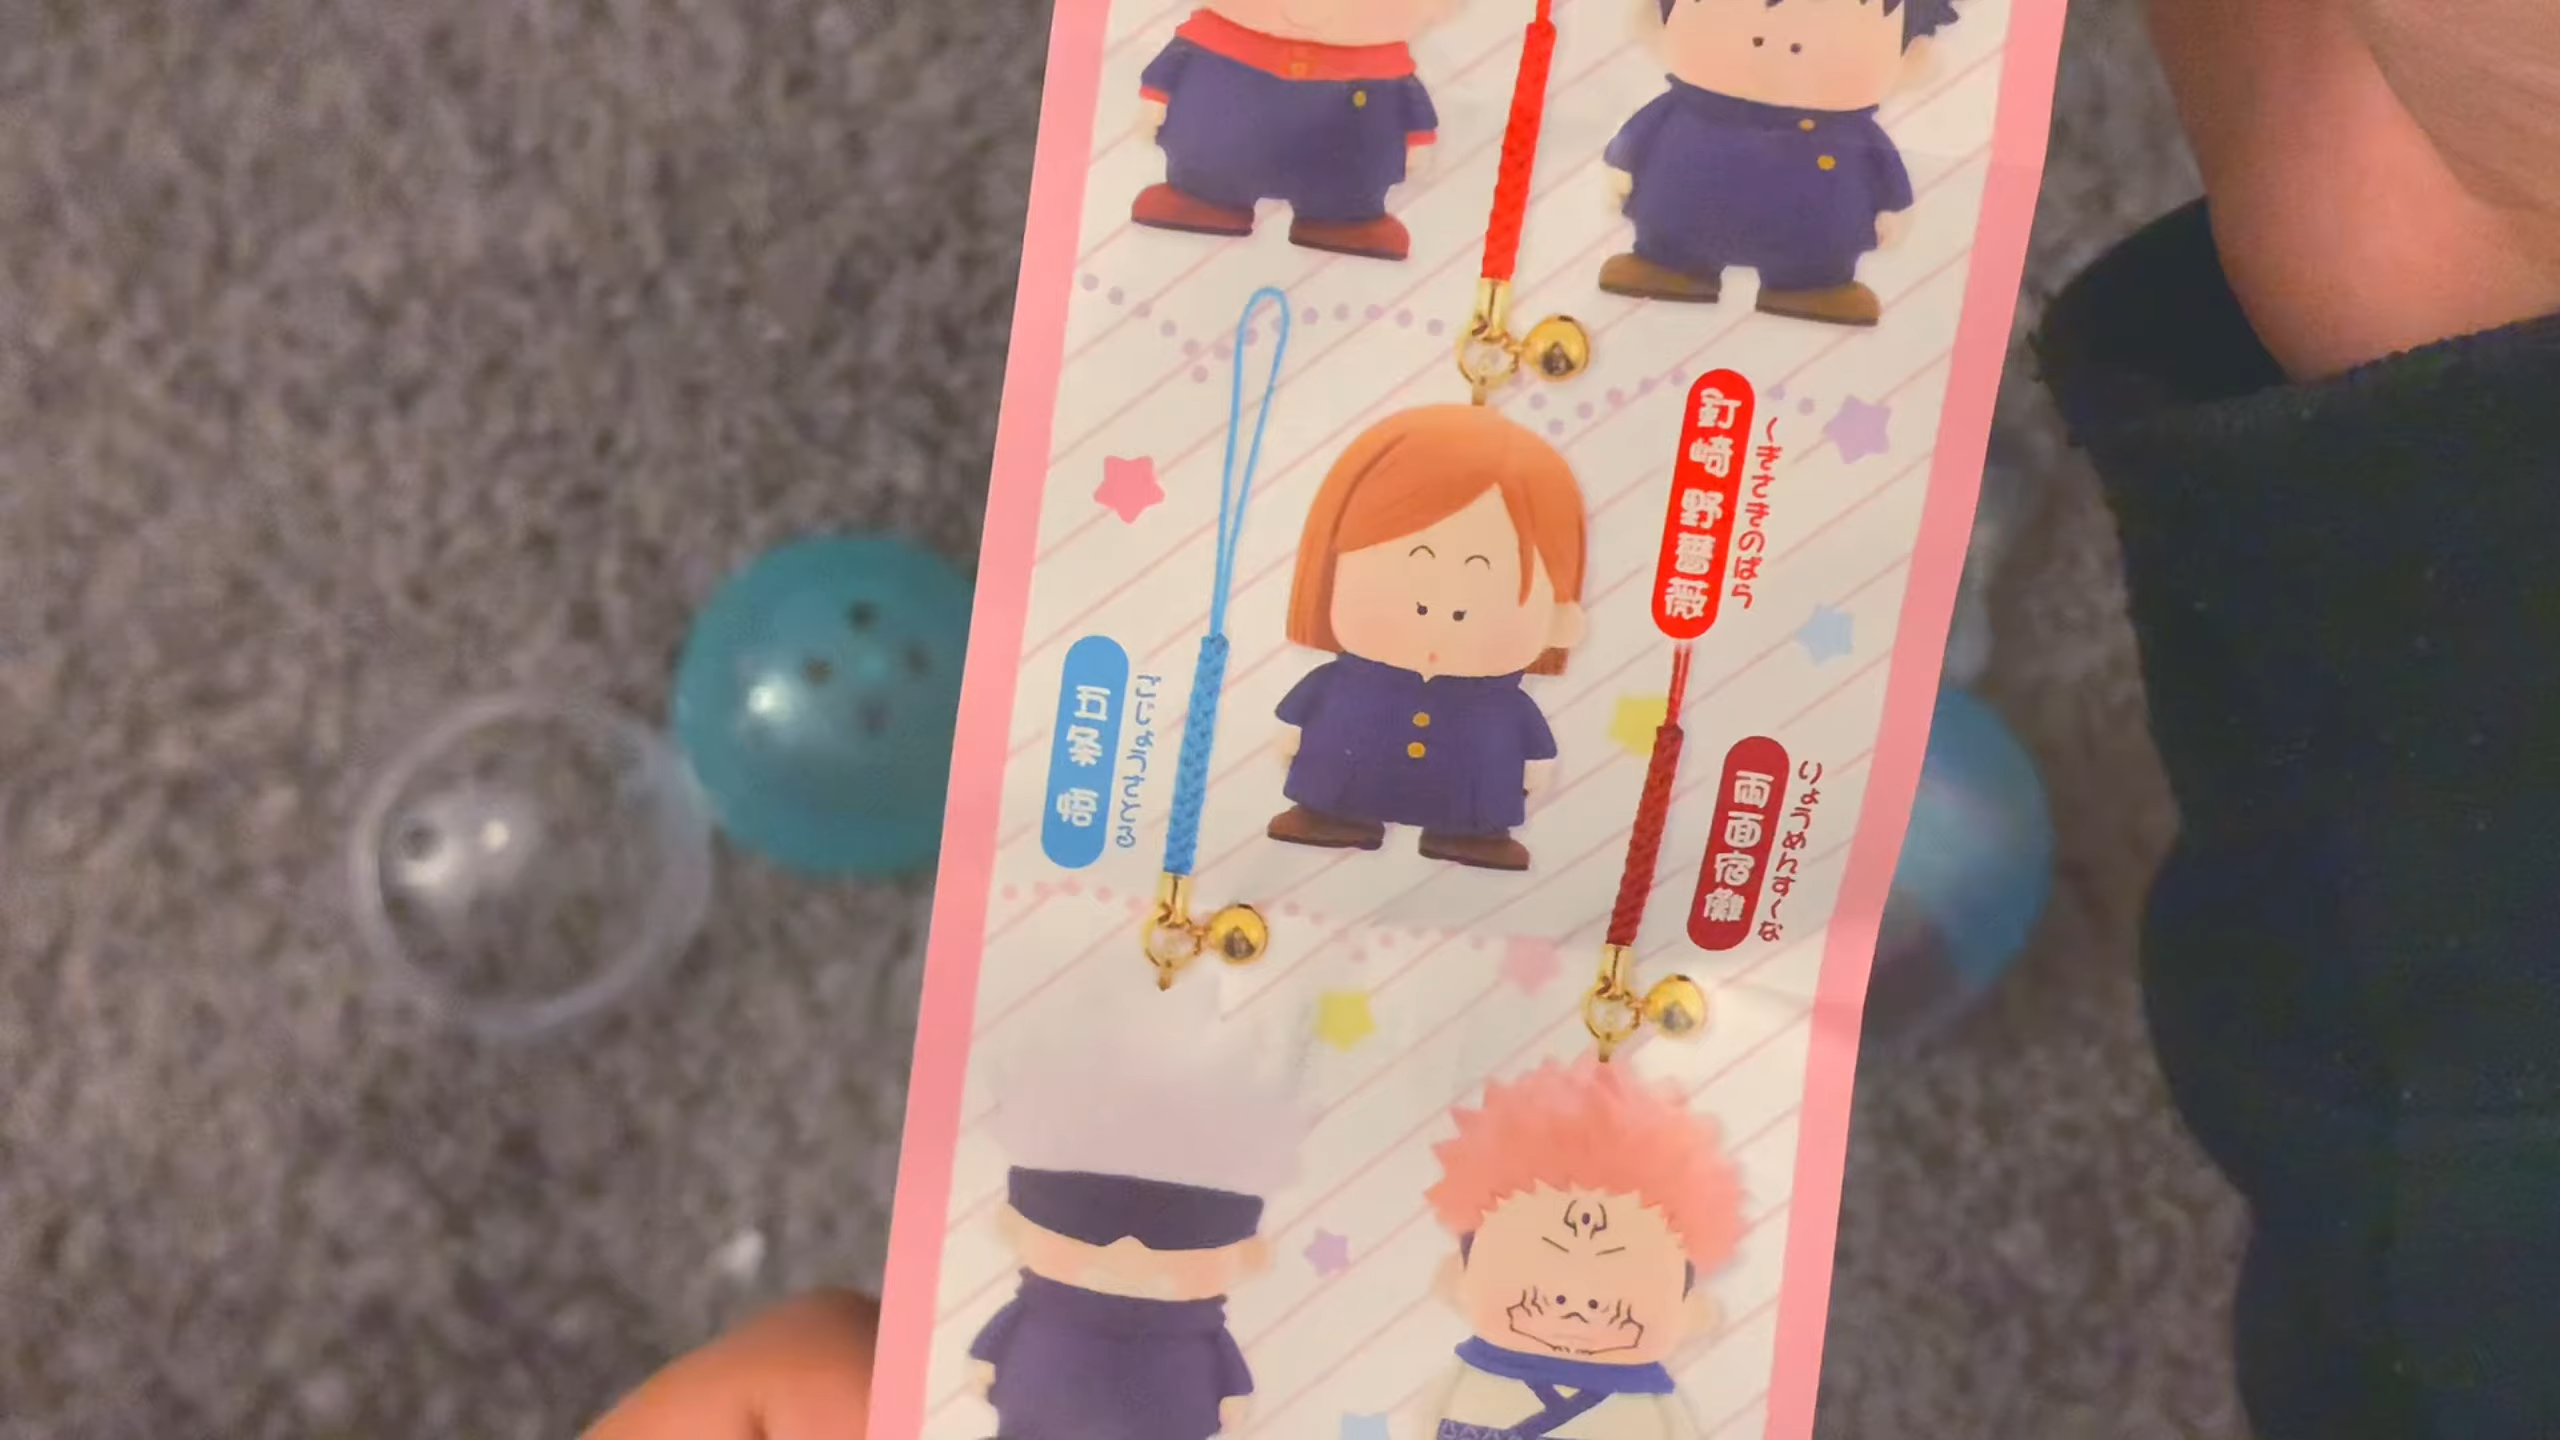 釘崎 野薔薇
くぎさきのばら
五条 悟
ごじょうさとる
両面宿儺
りょうめんすくな